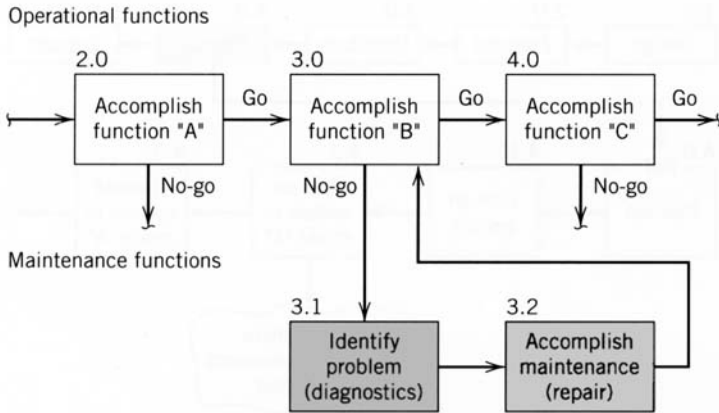 Operational functions
2.0
3.0
4.0
Accomplish
function "A"
Go
Accomplish
function "B"
Go
Accomplish
function "C"
Go
No-go
No-go
No-go
Maintenance functions
3.1
3.2
Identify
problem
(diagnostics)
Accomplish
maintenance
(repair)